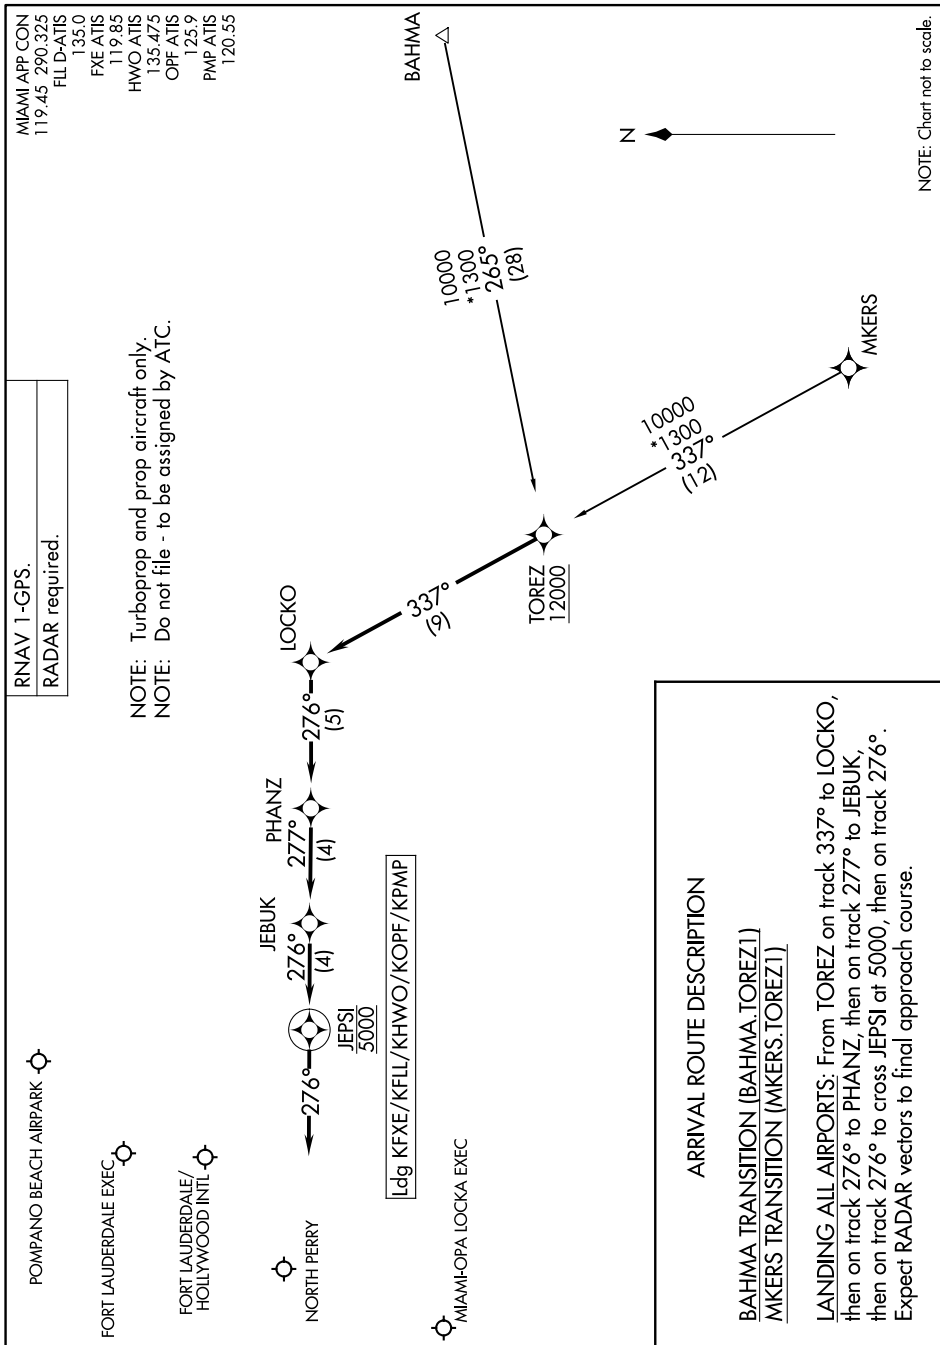 MIAMI APP CON
119.45 290.325
FLL D-ATIS
135.0
FXE ATIS
119.85
HWO ATIS
135.475
OPF ATIS
125.9
PMP ATIS
120.55
RNAV 1-GPS.
RADAR required.
NOTE: Turboprop and prop aircraft only.
NOTE: Do not file - to be assigned by ATC.
POMPANO BEACH AIRPARK
FORT LAUDERDALE EXEC
FORT LAUDERDALE/
HOLLYWOOD INTL
NORTH PERRY
MIAMI-OPA LOCKA EXEC
276°
JEPSI
5000
276°
(4)
JEBUK
277°
(4)
PHANZ
276°
(5)
LOCKO
Ldg KFXE/KFLL/KHWO/KOPF/KPMP
337°
(9)
TOREZ
12000
BAHMA
10000
*1300
265°
(28)
10000
*1300
337°
(12)
MKERS
N
ARRIVAL ROUTE DESCRIPTION
BAHMA TRANSITION (BAHMA.TOREZ1)
MKERS TRANSITION (MKERS.TOREZ1)
LANDING ALL AIRPORTS: From TOREZ on track 337° to LOCKO,
then on track 276° to PHANZ, then on track 277° to JEBUK,
then on track 276° to cross JEPSI at 5000, then on track 276°.
Expect RADAR vectors to final approach course.
NOTE: Chart not to scale.